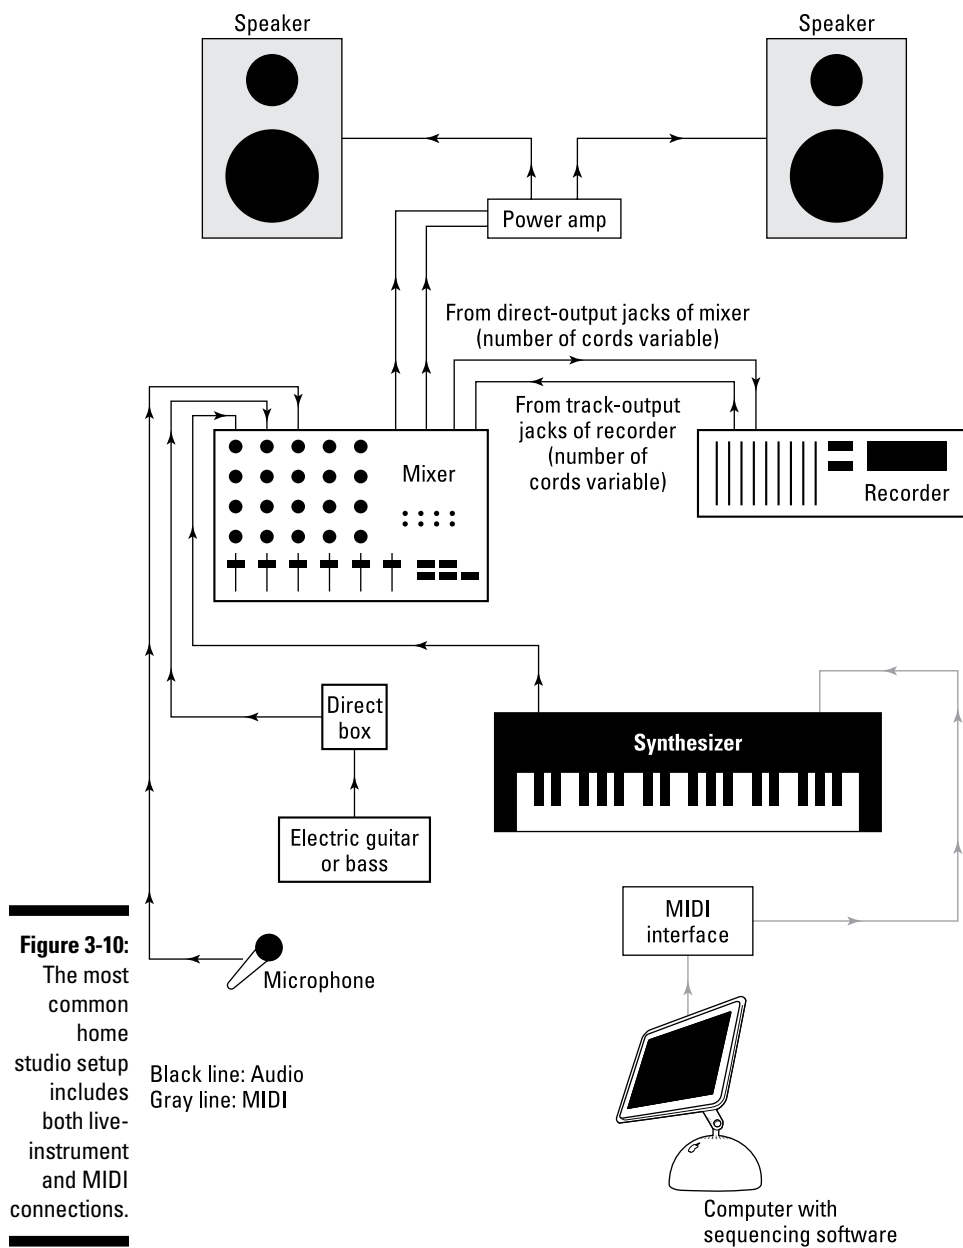 Speaker
Speaker
Power amp
From direct-output jacks of mixer
(number of cords variable)
From track-output
jacks of recorder
(number of
cords variable)
Mixer
Recorder
Direct
box
Synthesizer
Electric guitar
or bass
MIDI
interface
Microphone
Figure 3-10:
The most
common
home
studio setup
includes
both live-
instrument
and MIDI
connections.
Black line: Audio
Gray line: MIDI
Computer with
sequencing software